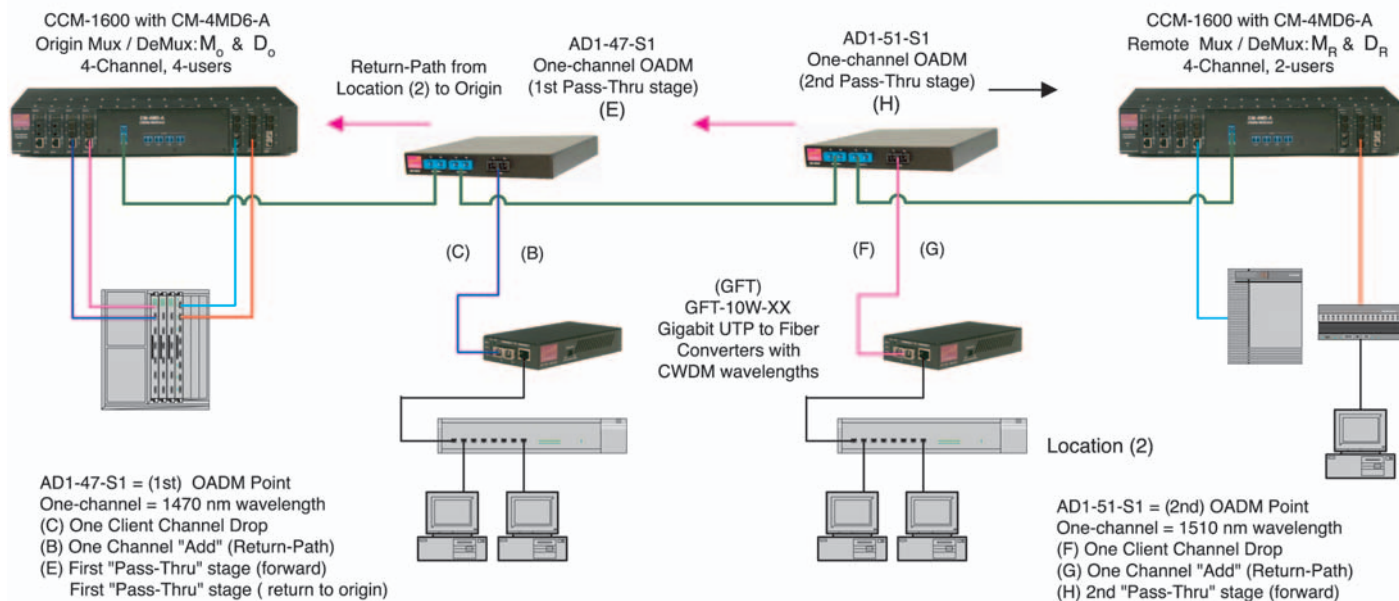 CCM-1600 with CM-4MD6-A
Origin Mux / DeMux: Mo & Do
4-Channel, 4-users
Return-Path from
Location (2) to Origin
AD1-47-S1
One-channel OADM
(1st Pass-Thru stage)
(E)
AD1-51-S1
One-channel OADM
(2nd Pass-Thru stage)
(H)
CCM-1600 with CM-4MD6-A
Remote Mux / DeMux: MR & DR
4-Channel, 2-users
(C)
(B)
(F)
(G)
(GFT)
GFT-10W-XX
Gigabit UTP to Fiber
Converters with
CWDM wavelengths
Location (2)
AD1-47-S1 = (1st) OADM Point
One-channel = 1470 nm wavelength
(C) One Client Channel Drop
(B) One Channel "Add" (Return-Path)
(E) First "Pass-Thru" stage (forward)
First "Pass-Thru" stage ( return to origin)
AD1-51-S1 = (2nd) OADM Point
One-channel = 1510 nm wavelength
(F) One Client Channel Drop
(G) One Channel "Add" (Return-Path)
(H) 2nd "Pass-Thru" stage (forward)